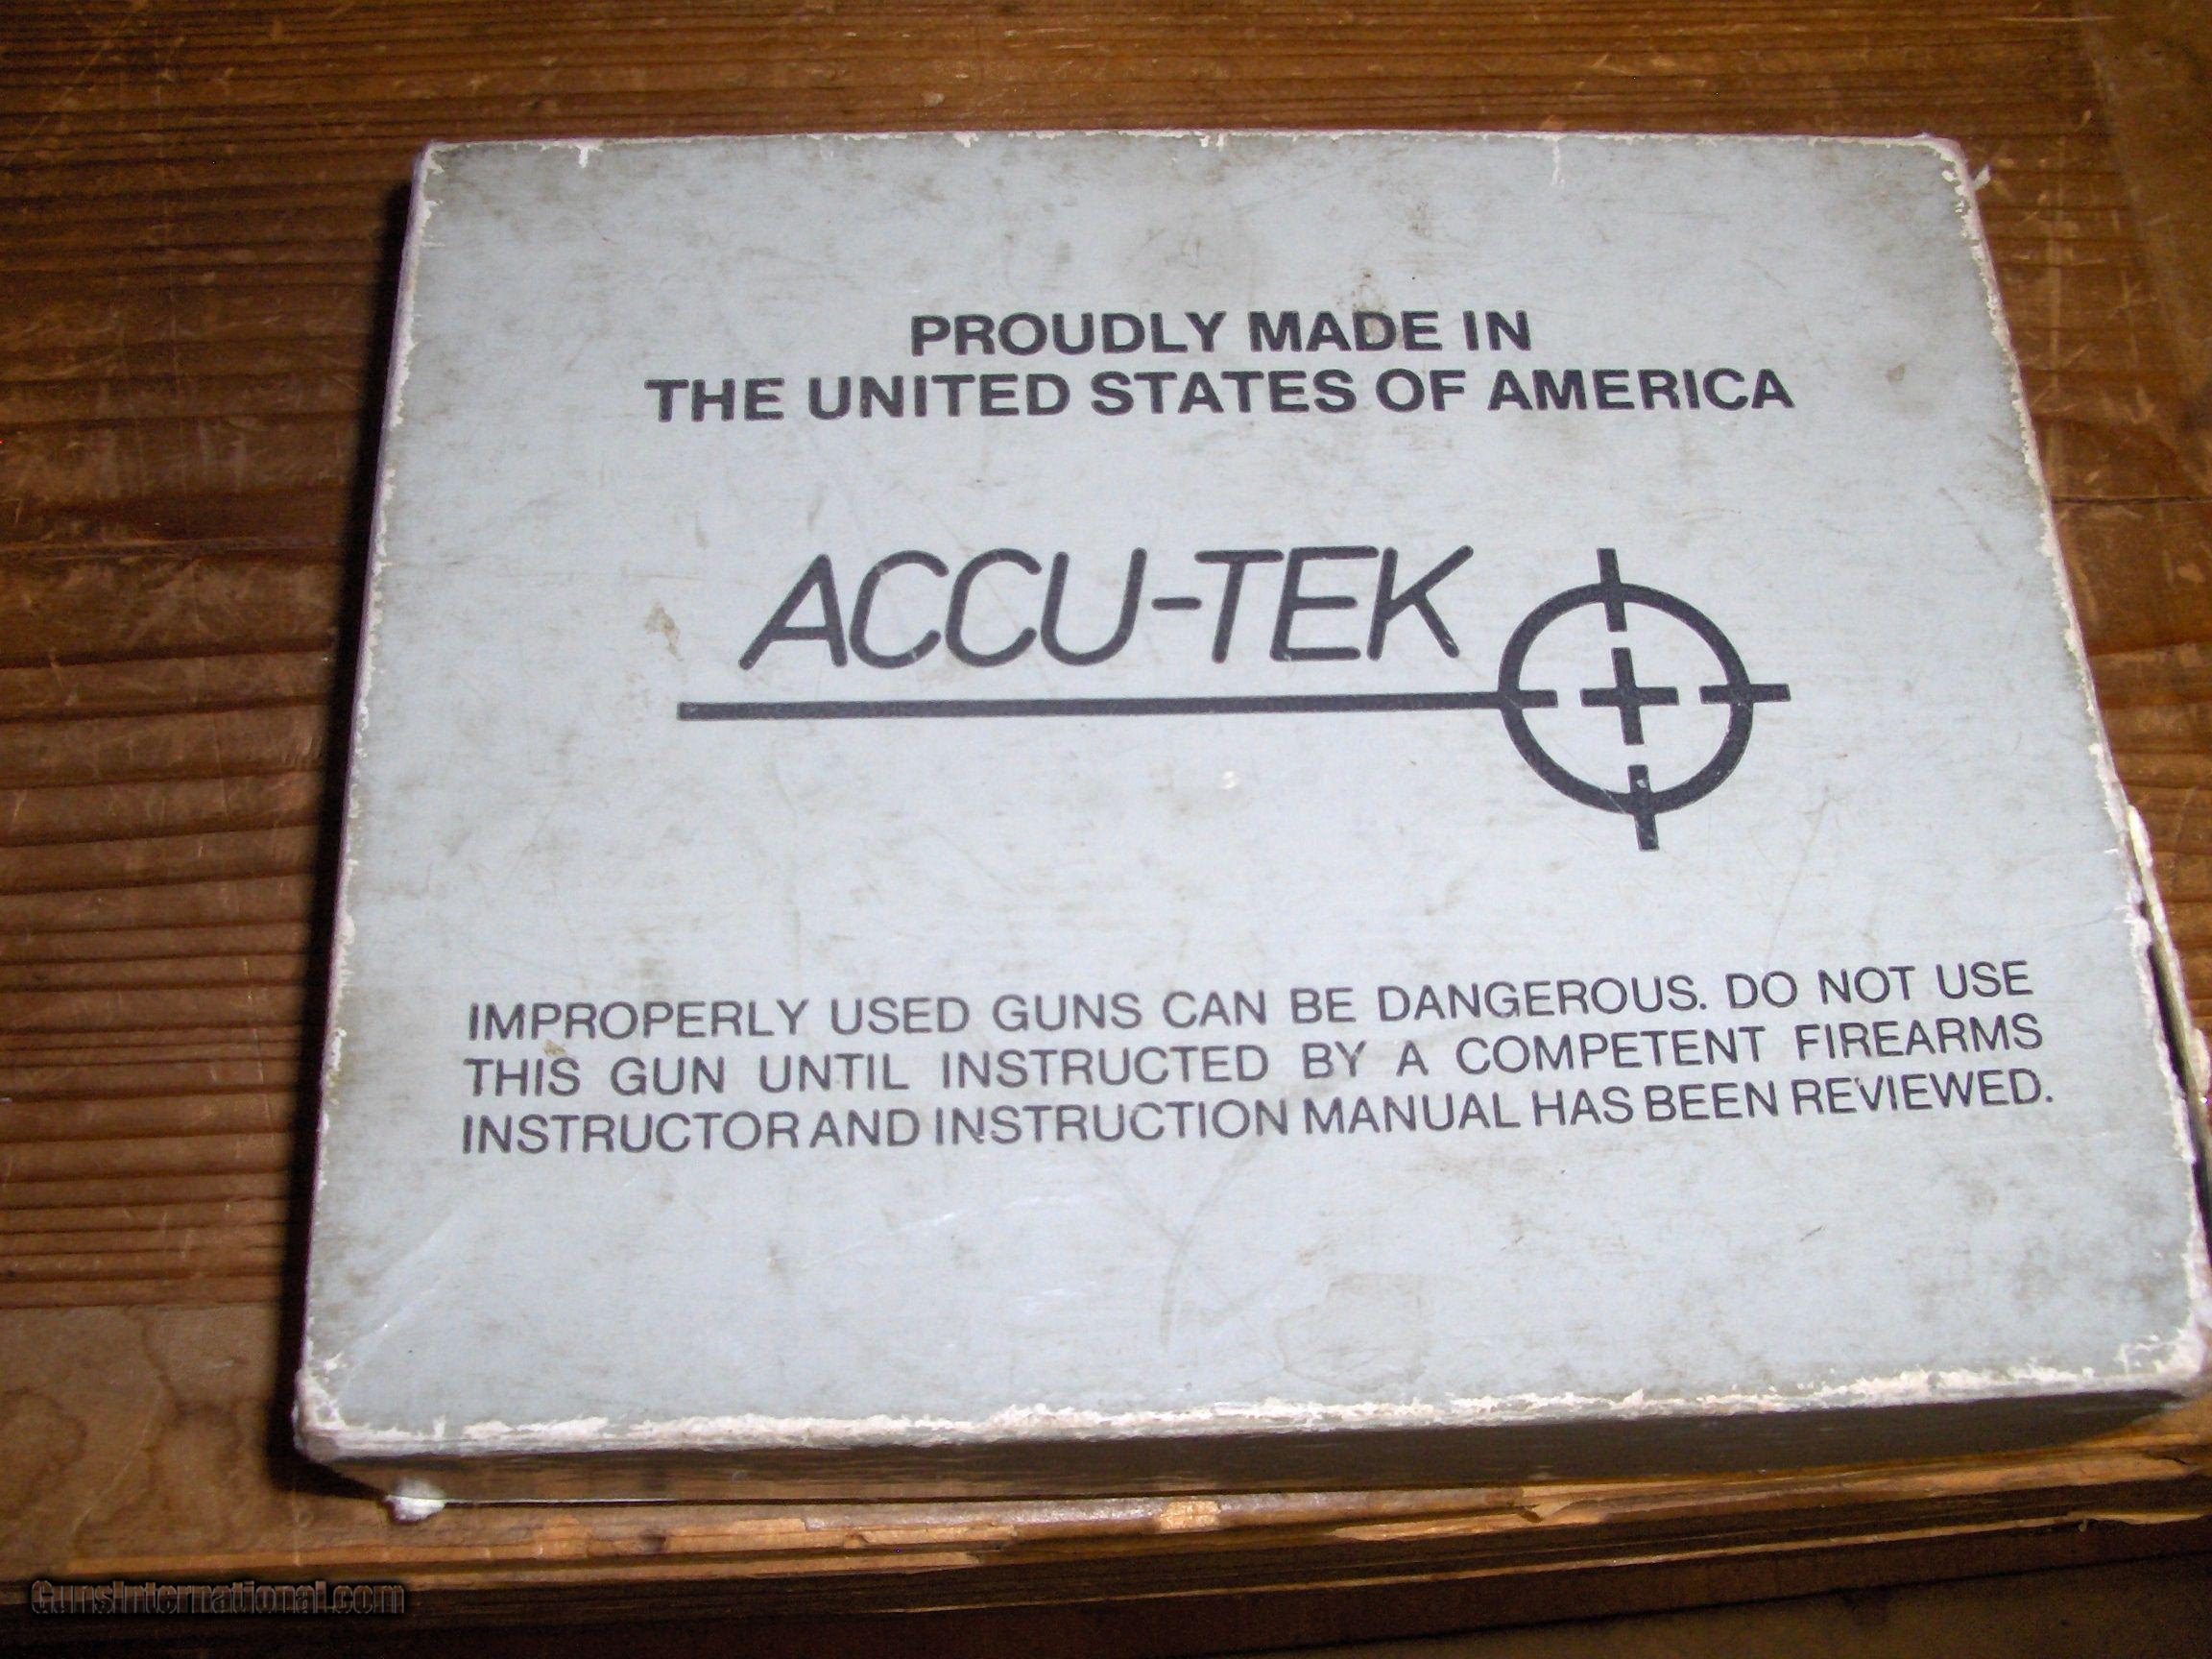 PROUDLY MADE IN
THE UNITED STATES OF AMERICA
ACCU-TEK
IMPROPERLY USED GUNS CAN BE DANGEROUS. DO NOT USE
THIS GUN UNTIL INSTRUCTED BY A COMPETENT FIREARMS
INSTRUCTOR AND INSTRUCTION MANUAL HAS BEEN REVIEWED.
GunsInternational.com